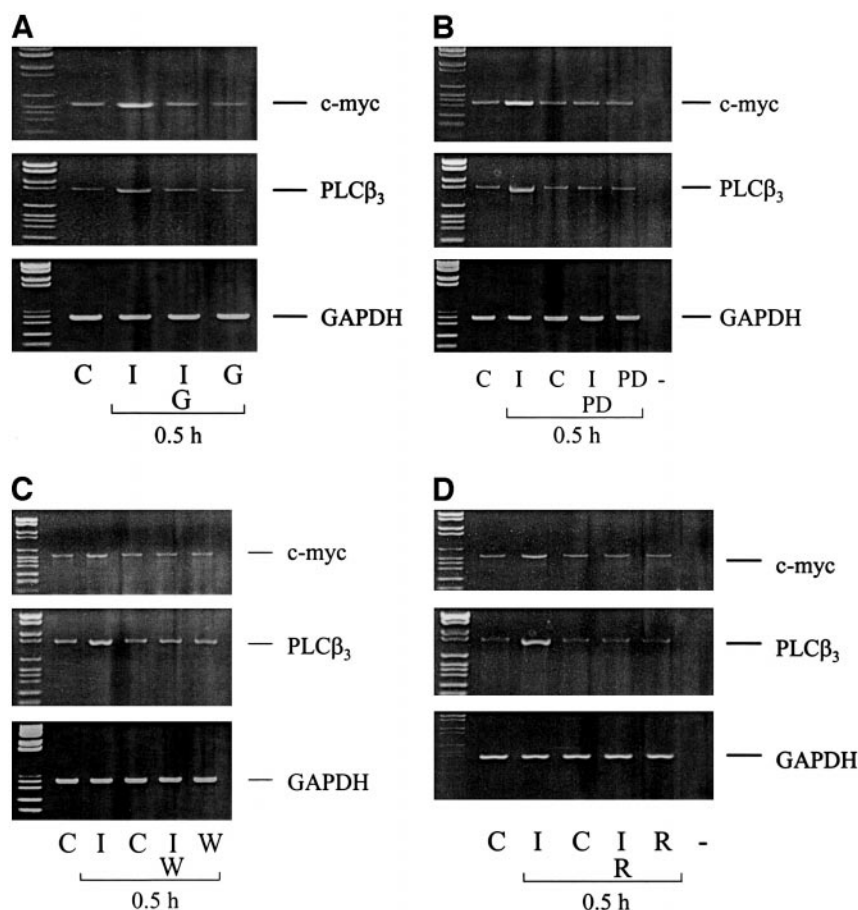 A
c-myc
PLCβ₃
GAPDH
C I I G
G
0.5 h
B
c-myc
PLCβ₃
GAPDH
C I C I PD -
PD
0.5 h
C
c-myc
PLCβ₃
GAPDH
C I C I W
W
0.5 h
D
c-myc
PLCβ₃
GAPDH
C I C I R -
R
0.5 h